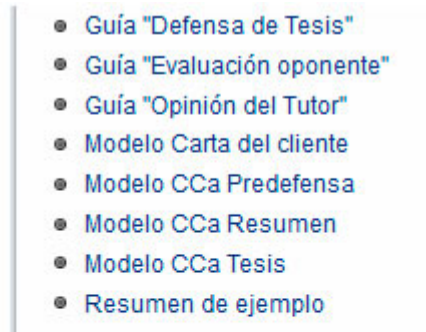 Guía "Defensa de Tesis"
Guía "Evaluación oponente"
Guía "Opinión del Tutor"
Modelo Carta del cliente
Modelo CCa Predefensa
Modelo CCa Resumen
Modelo CCa Tesis
Resumen de ejemplo